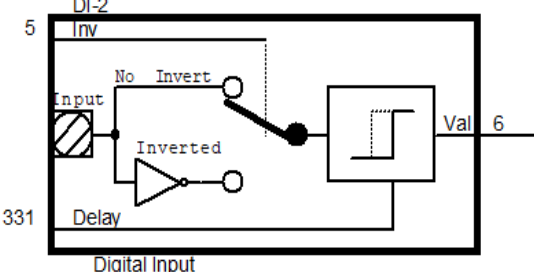 DI-2
5 Inv
No Invert
Input
Inverted
Val 6
331 Delay
Digital Input